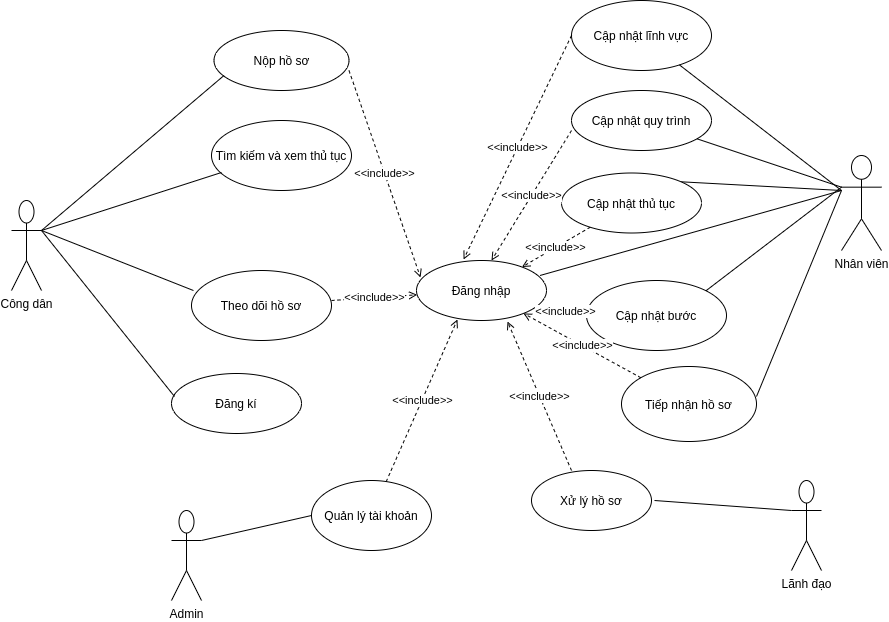 Cập nhật lĩnh vực
Nộp hồ sơ
Cập nhật quy trình
<<include>>
Tìm kiếm và xem thủ tục
<<include>>
<<include>>
Cập nhật thủ tục
<<include>>
Nhân viên
Đăng nhập
Công dân
Theo dõi hồ sơ
<<include>>
<<include>>
Cập nhật bước
<<include>>
<<include>>
<<include>>
Đăng kí
Tiếp nhận hồ sơ
Quản lý tài khoản
Xử lý hồ sơ
Lãnh đạo
Admin